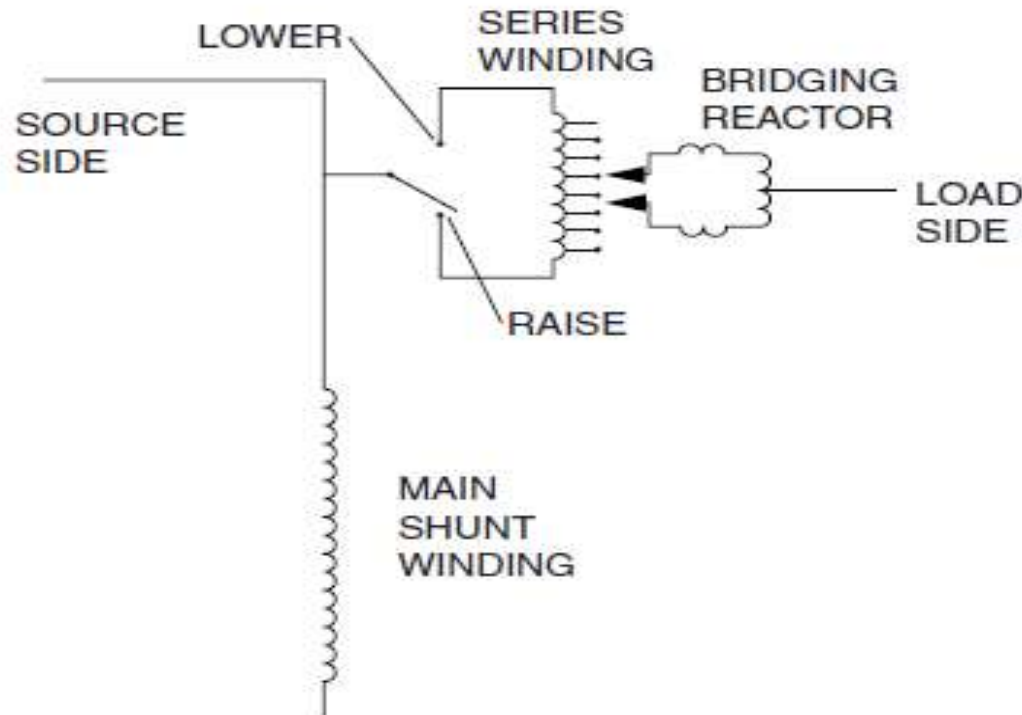 LOWER
SERIES
WINDING
BRIDGING
REACTOR
SOURCE
SIDE
LOAD
SIDE
RAISE
MAIN
SHUNT
WINDING